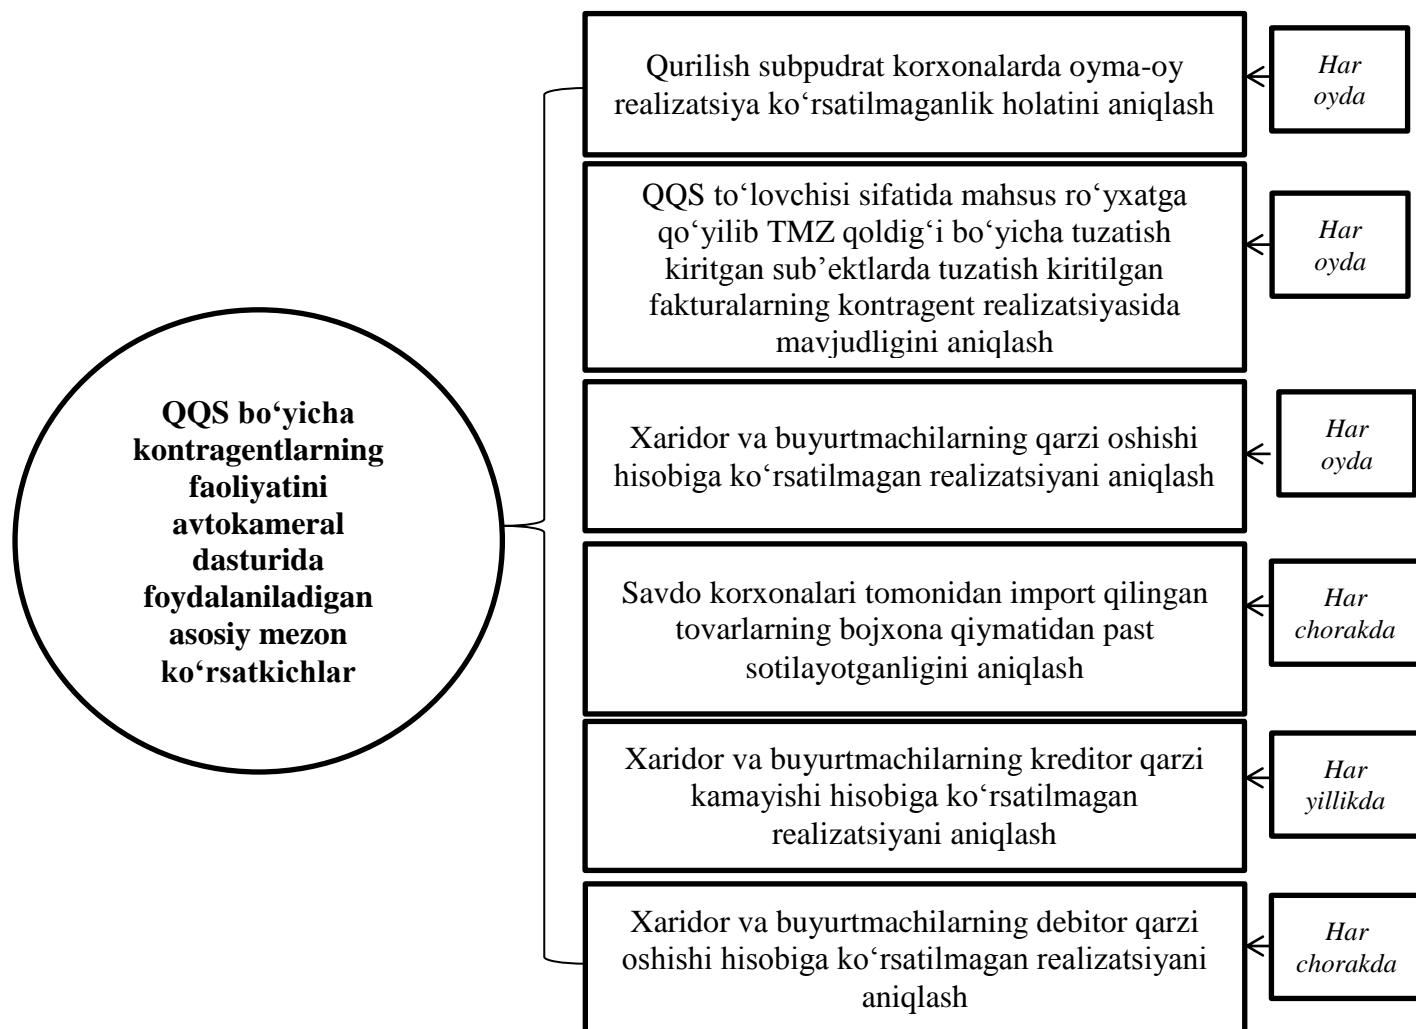 QQS bo‘yicha
kontragentlarning
faoliyatini
avtokameral
dasturida
foydalaniladigan
asosiy mezon
ko‘rsatkichlar
Qurilish subpudrat korxonalarda oyma-oy
realizatsiya ko‘rsatilmaganlik holatini aniqlash
Har
oyda
QQS to‘lovchisi sifatida mahsus ro‘yxatga
qo‘yilib TMZ qoldig‘i bo‘yicha tuzatish
kiritgan sub’ektlarda tuzatish kiritilgan
fakturalarning kontragent realizatsiyasida
mavjudligini aniqlash
Har
oyda
Xaridor va buyurtmachilarning qarzi oshishi
hisobiga ko‘rsatilmagan realizatsiyani aniqlash
Har
oyda
Savdo korxonalari tomonidan import qilingan
tovarlarning bojxona qiymatidan past
sotilayotganligini aniqlash
Har
chorakda
Xaridor va buyurtmachilarning kreditor qarzi
kamayishi hisobiga ko‘rsatilmagan
realizatsiyani aniqlash
Har
yillikda
Xaridor va buyurtmachilarning debitor qarzi
oshishi hisobiga ko‘rsatilmagan realizatsiyani
aniqlash
Har
chorakda